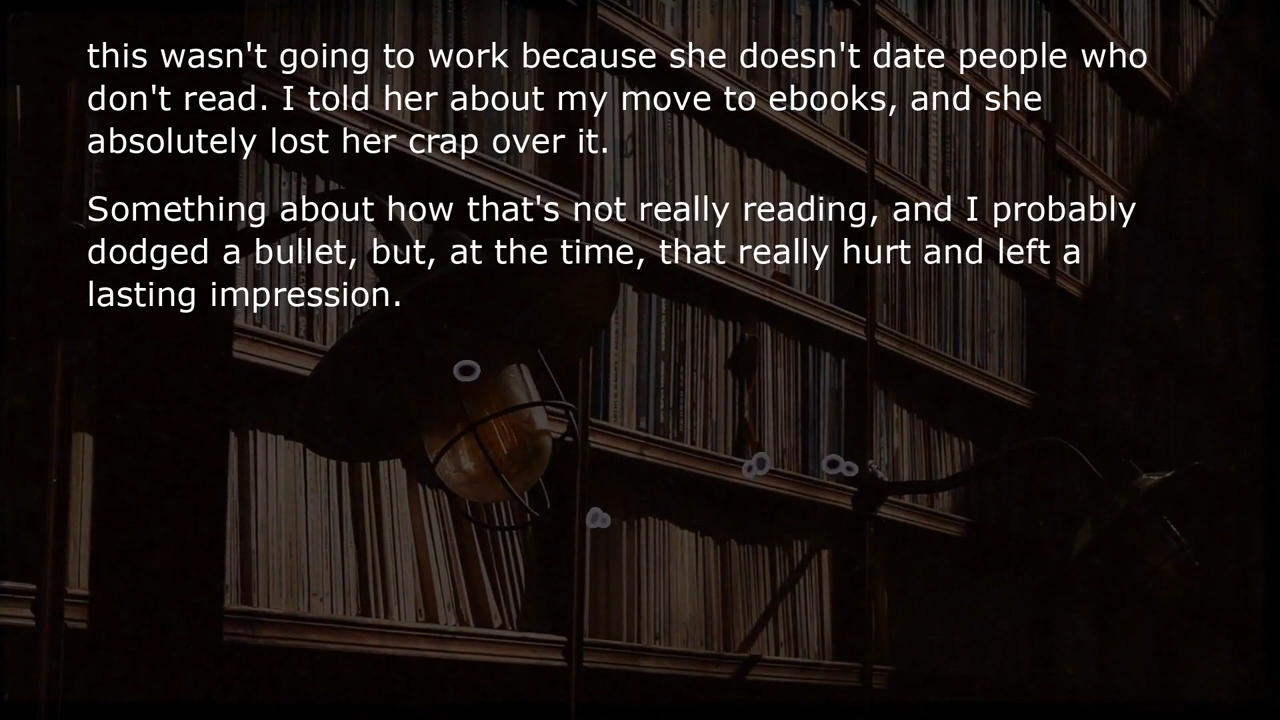 this wasn't going to work because she doesn't date people who
don't read. I told her about my move to ebooks, and she
absolutely lost her crap over it.
Something about how that's not really reading, and I probably
dodged a bullet, but, at the time, that really hurt and left a
lasting impression.